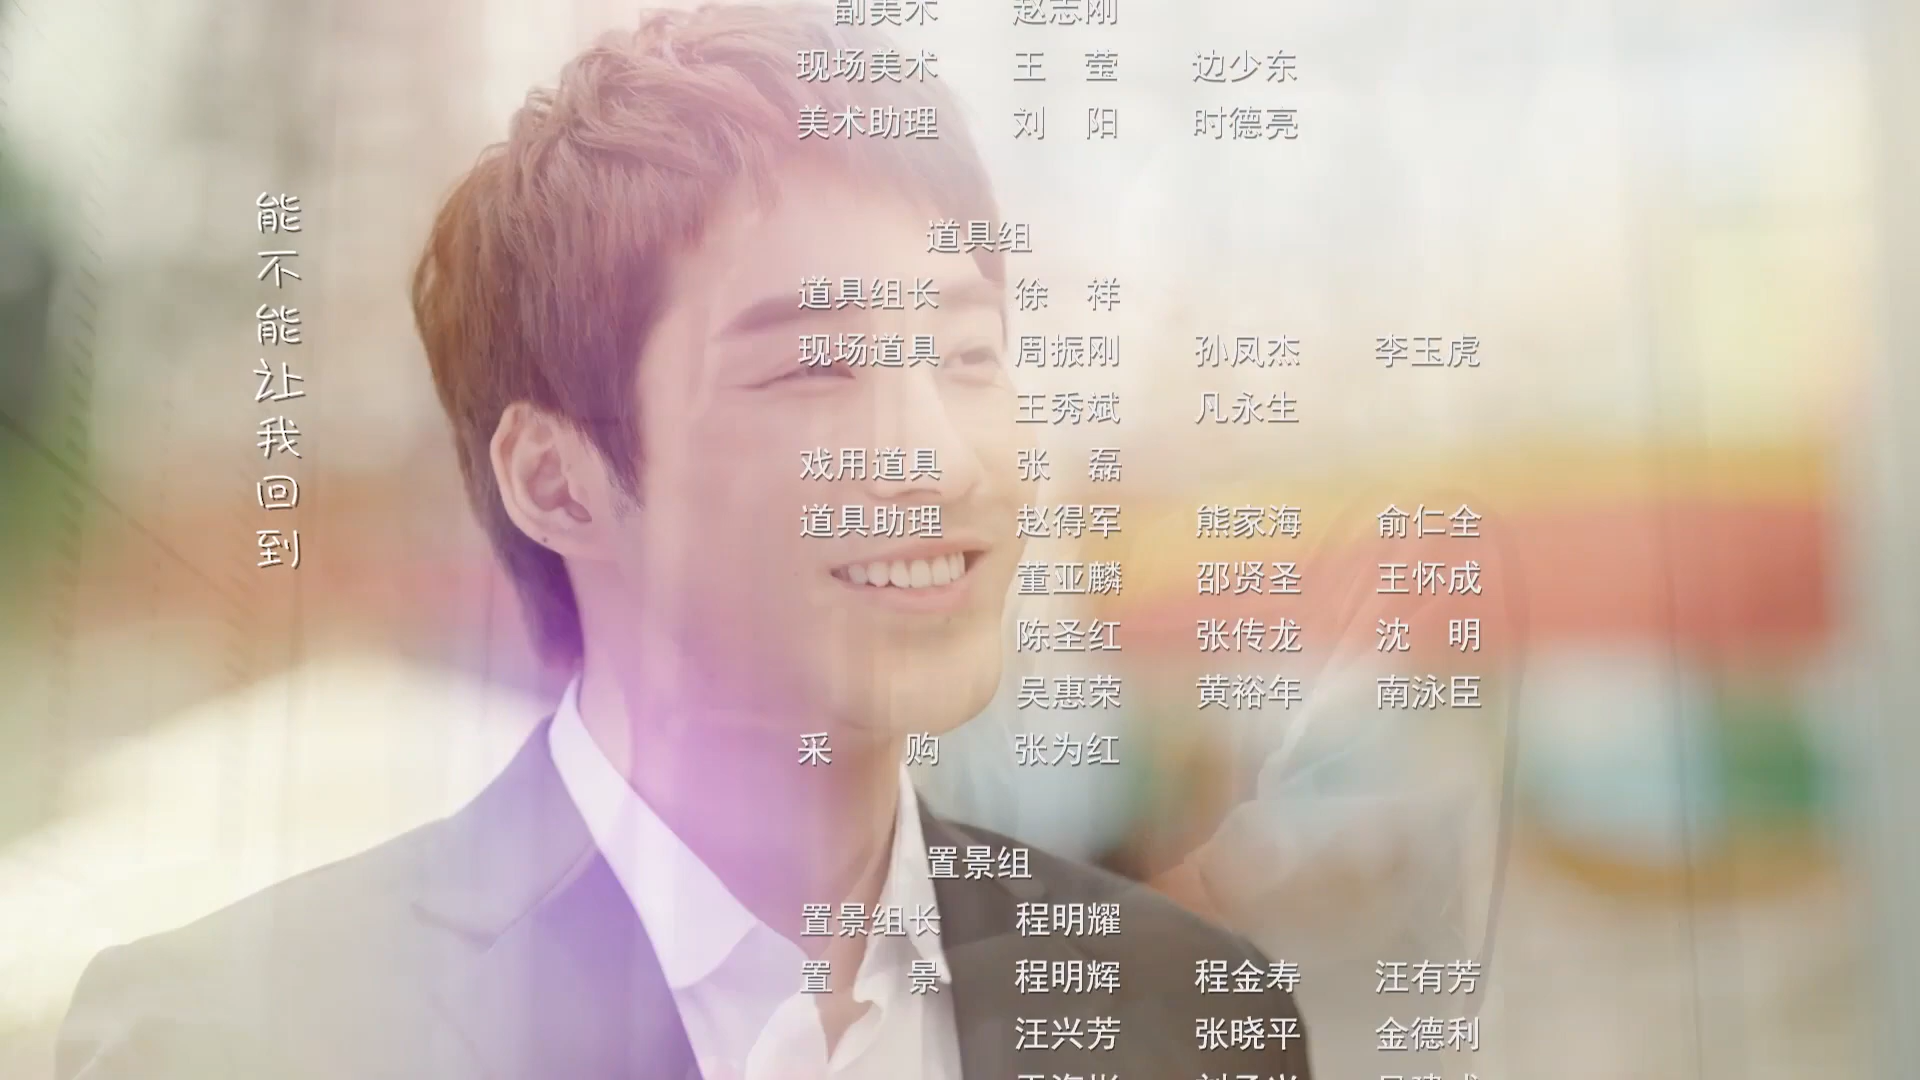 副美术 赵志刚
现场美术 王莹 边少东
美术助理 刘阳 时德亮
能不能让我回到
道具组
道具组长 徐祥
现场道具 周振刚 孙凤杰 李玉虎
王秀斌 凡永生
戏用道具 张磊
道具助理 赵得军 熊家海 俞仁全
董亚麟 邵贤圣 王怀成
陈圣红 张传龙 沈明
吴惠荣 黄裕年 南泳臣
采购 张为红
置景组
置景组长 程明耀
置景 程明辉 程金寿 汪有芳
汪兴芳 张晓平 金德利